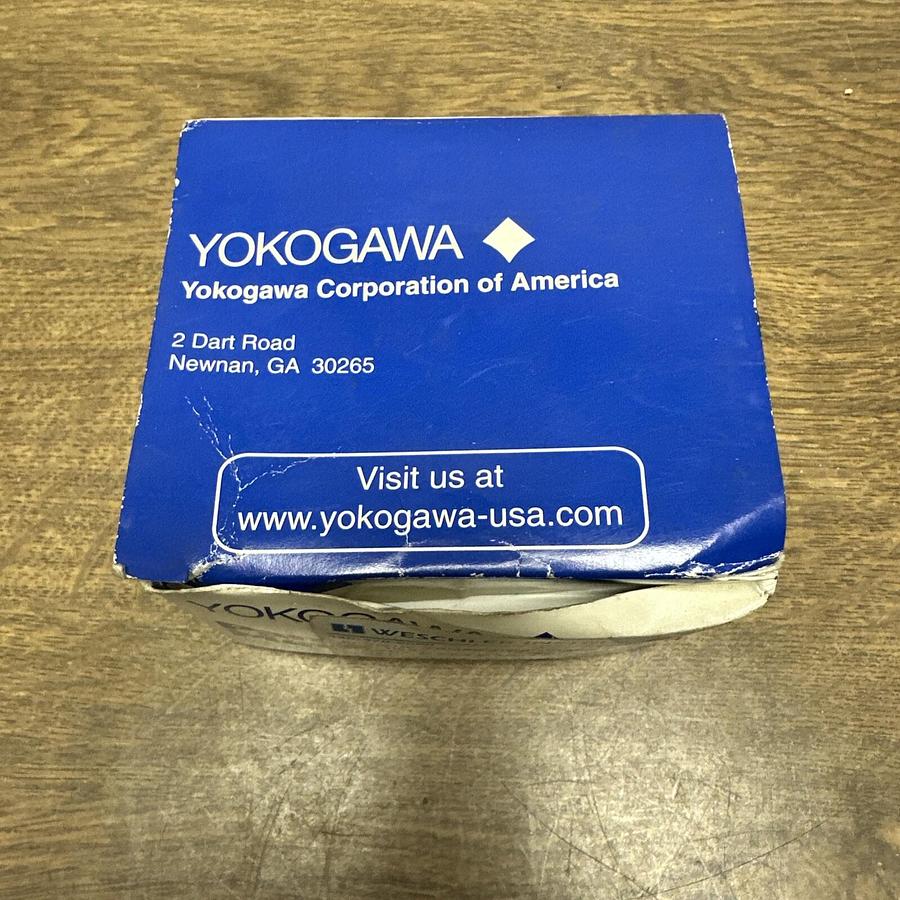 YOKOGAWA
Yokogawa Corporation of America
2 Dart Road
Newnan, GA 30265
Visit us at
www.yokogawa-usa.com